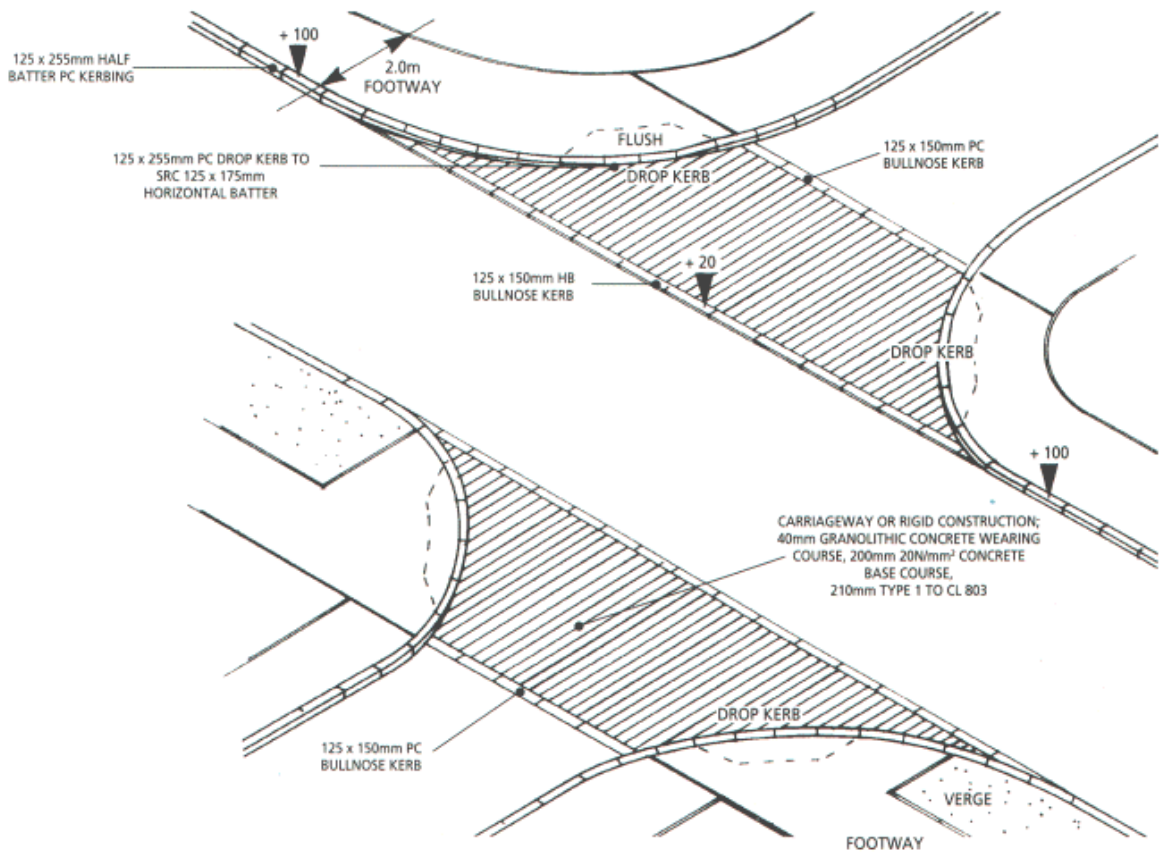 + 100
125 x 255mm HALF
BATTER PC KERBING
2.0m
FOOTWAY
FLUSH
125 x 150mm PC
BULLNOSE KERB
125 x 255mm PC DROP KERB TO
SRC 125 x 175mm
HORIZONTAL BATTER
DROP KERB
+ 20
125 x 150mm HB
BULLNOSE KERB
DROP KERB
+ 100
CARRIAGEWAY OR RIGID CONSTRUCTION;
40mm GRANOLITHIC CONCRETE WEARING
COURSE, 200mm 20N/mm² CONCRETE
BASE COURSE,
210mm TYPE 1 TO CL 803
DROP KERB
125 x 150mm PC
BULLNOSE KERB
VERGE
FOOTWAY